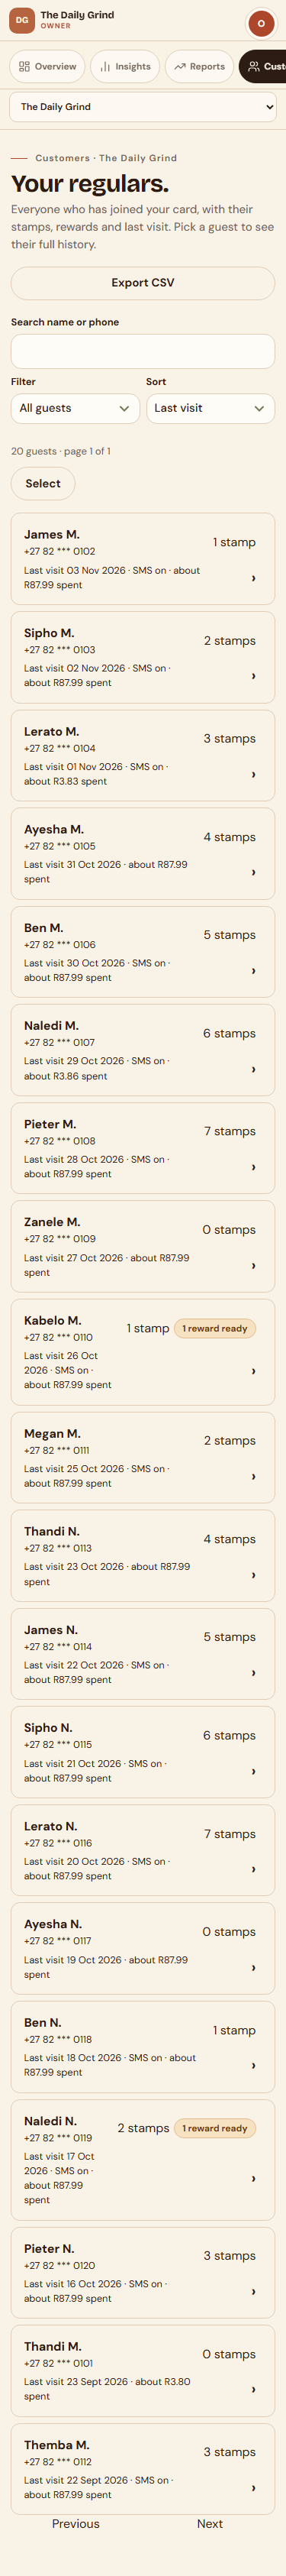 DG
The Daily Grind
OWNER
O
Overview
Insights
Reports
The Daily Grind
Customers · The Daily Grind
Your regulars.
Everyone who has joined your card, with their
stamps, rewards and last visit. Pick a guest to see
their full history.
Export CSV
Search name or phone
Filter
Sort
All guests
Last visit
20 guests · page 1 of 1
Select
James M.
1 stamp
+27 82 *** 0102
Last visit 03 Nov 2026 · SMS on · about
R87.99 spent
Sipho M.
2 stamps
+27 82 *** 0103
Last visit 02 Nov 2026 · SMS on ·
about R87.99 spent
Lerato M.
3 stamps
+27 82 *** 0104
Last visit 01 Nov 2026 · SMS on ·
about R3.83 spent
Ayesha M.
4 stamps
+27 82 *** 0105
Last visit 31 Oct 2026 · about R87.99
spent
Ben M.
5 stamps
+27 82 *** 0106
Last visit 30 Oct 2026 · SMS on ·
about R87.99 spent
Naledi M.
6 stamps
+27 82 *** 0107
Last visit 29 Oct 2026 · SMS on ·
about R3.86 spent
Pieter M.
7 stamps
+27 82 *** 0108
Last visit 28 Oct 2026 · SMS on ·
about R87.99 spent
Zanele M.
0 stamps
+27 82 *** 0109
Last visit 27 Oct 2026 · about R87.99
spent
Kabelo M.
1 stamp
1 reward ready
+27 82 *** 0110
Last visit 26 Oct
2026 · SMS on ·
about R87.99 spent
Megan M.
2 stamps
+27 82 *** 0111
Last visit 25 Oct 2026 · SMS on ·
about R87.99 spent
Thandi N.
4 stamps
+27 82 *** 0113
Last visit 23 Oct 2026 · about R87.99
spent
James N.
5 stamps
+27 82 *** 0114
Last visit 22 Oct 2026 · SMS on ·
about R87.99 spent
Sipho N.
6 stamps
+27 82 *** 0115
Last visit 21 Oct 2026 · SMS on ·
about R87.99 spent
Lerato N.
7 stamps
+27 82 *** 0116
Last visit 20 Oct 2026 · SMS on ·
about R87.99 spent
Ayesha N.
0 stamps
+27 82 *** 0117
Last visit 19 Oct 2026 · about R87.99
spent
Ben N.
1 stamp
+27 82 *** 0118
Last visit 18 Oct 2026 · SMS on · about
R87.99 spent
Naledi N.
2 stamps
1 reward ready
+27 82 *** 0119
Last visit 17 Oct
2026 · SMS on ·
about R87.99
spent
Pieter N.
3 stamps
+27 82 *** 0120
Last visit 16 Oct 2026 · SMS on ·
about R87.99 spent
Thandi M.
0 stamps
+27 82 *** 0101
Last visit 23 Sept 2026 · about R3.80
spent
Themba M.
3 stamps
+27 82 *** 0112
Last visit 22 Sept 2026 · SMS on ·
about R87.99 spent
Previous
Next